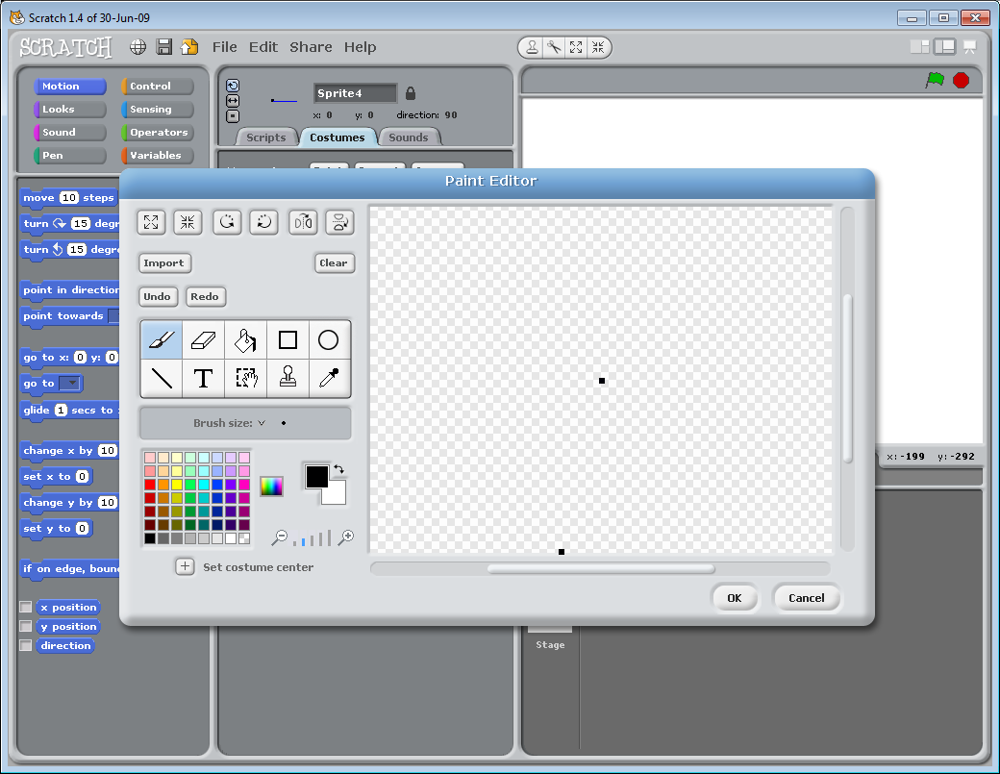 Scratch 1.4 of 30-Jun-09
SCRATCH File Edit Share Help
Motion Control
Looks Sensing
Sound Operators
Pen Variables
Sprite4
x: 0 y: 0 direction: 90
Scripts Costumes Sounds
Paint Editor
move 10 steps
turn 15 degr
turn 15 degre
point in direction
point towards
go to x: 0 y: 0
go to
glide 1 secs to
change x by 10
set x to 0
change y by 10
set y to 0
if on edge, boun
x position
y position
direction
Import Clear
Undo Redo
T
Brush size:
Set costume center
OK Cancel
x: -199 y: -292
Stage